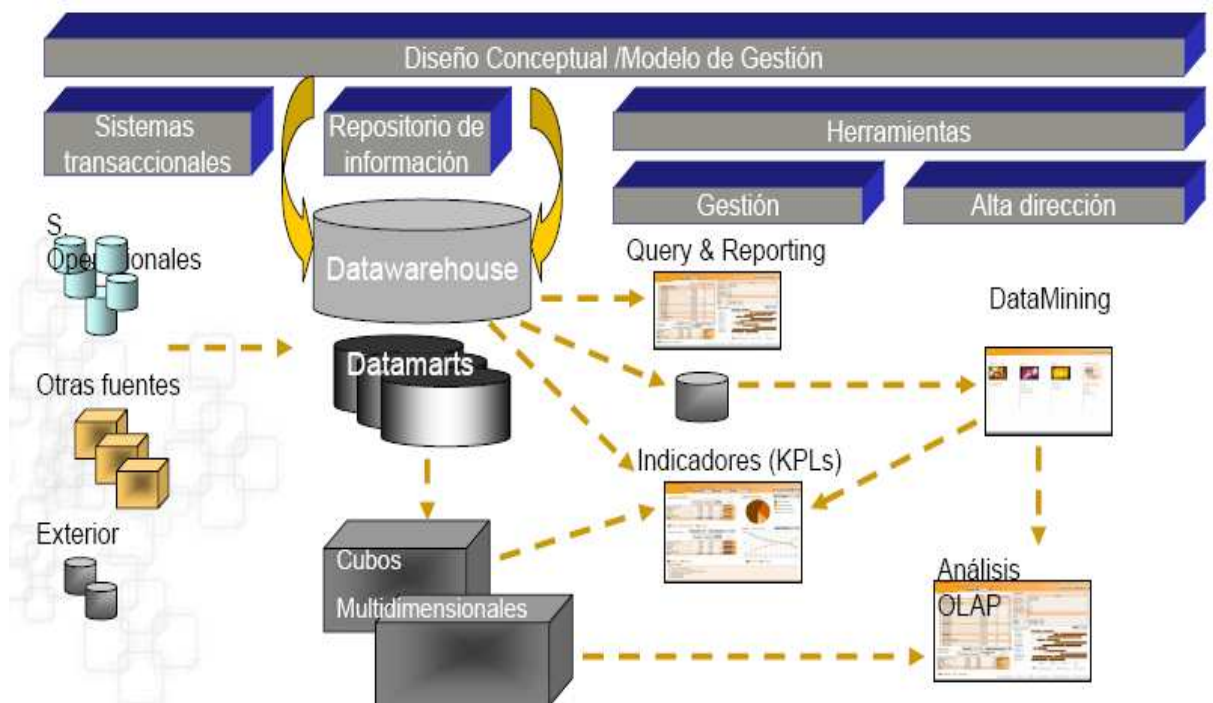 Diseño Conceptual /Modelo de Gestión
Sistemas
transaccionales
Repositorio de
información
Herramientas
Gestión
Alta dirección
S.
Operacionales
Datawarehouse
Query & Reporting
DataMining
Datamarts
Otras fuentes
Indicadores (KPLs)
Exterior
Cubos
Multidimensionales
Análisis
OLAP